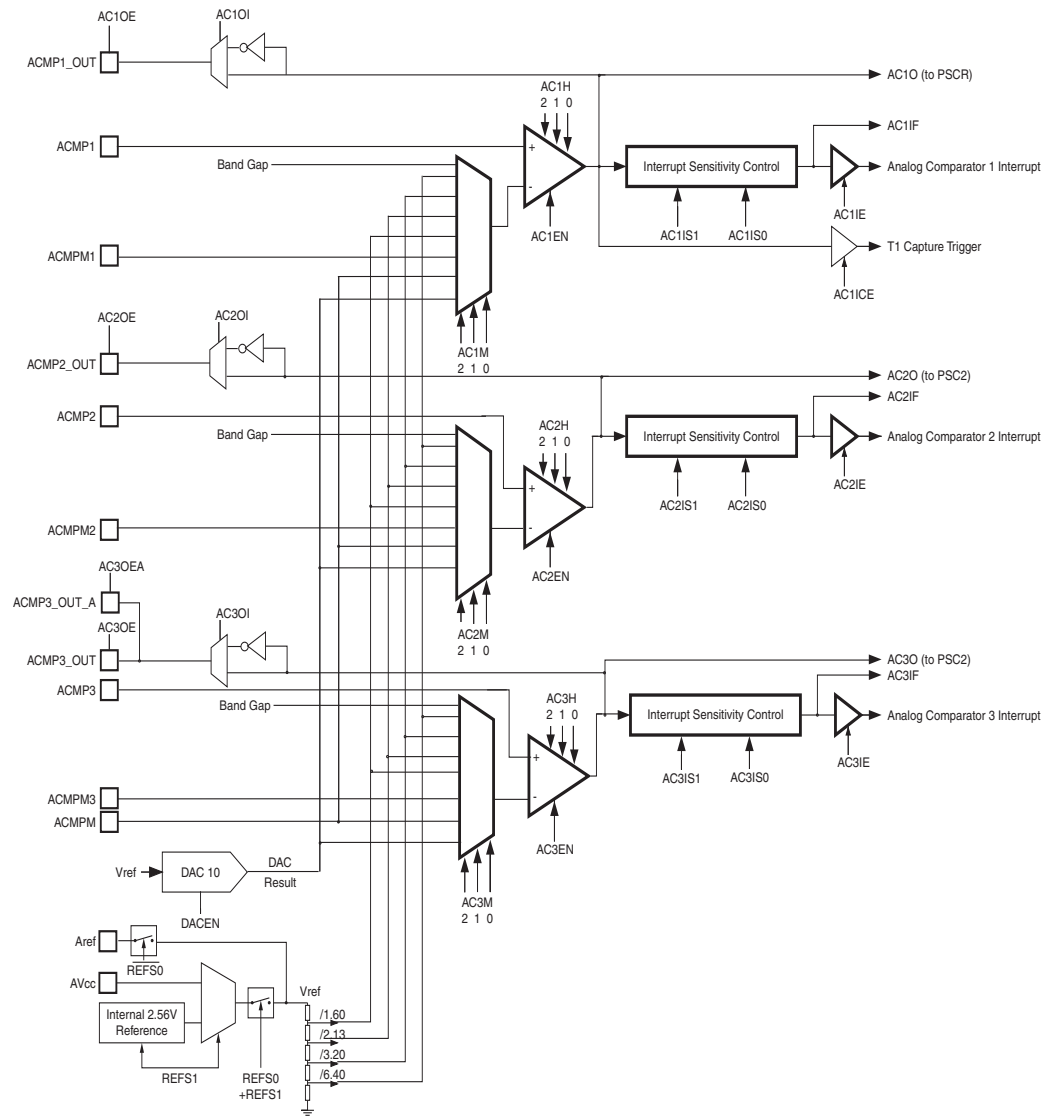 AC1OE
AC1OI
ACMP1_OUT
AC1O (to PSCR)
AC1H
2 1 0
AC1IF
ACMP1
+
Band Gap
Interrupt Sensitivity Control
Analog Comparator 1 Interrupt
-
AC1IE
AC1EN
AC1IS1
AC1IS0
T1 Capture Trigger
ACMPM1
AC1ICE
AC2OE
AC2OI
AC1M
2 1 0
ACMP2_OUT
AC2O (to PSC2)
AC2IF
ACMP2
AC2H
2 1 0
Band Gap
Interrupt Sensitivity Control
Analog Comparator 2 Interrupt
+
AC2IE
AC2IS1
AC2IS0
ACMPM2
-
AC3OEA
AC2EN
ACMP3_OUT_A
AC3OE
AC3OI
AC2M
2 1 0
ACMP3_OUT
AC3O (to PSC2)
AC3IF
ACMP3
AC3H
2 1 0
Band Gap
Interrupt Sensitivity Control
Analog Comparator 3 Interrupt
+
AC3IE
AC3IS1
AC3IS0
ACMPM3
-
ACMPM
AC3EN
Vref
DAC 10
DAC
Result
AC3M
2 1 0
DACEN
Aref
REFS0
AVcc
Vref
Internal 2.56V
Reference
/1.60
/2.13
/3.20
REFS1
REFS0
+REFS1
/6.40